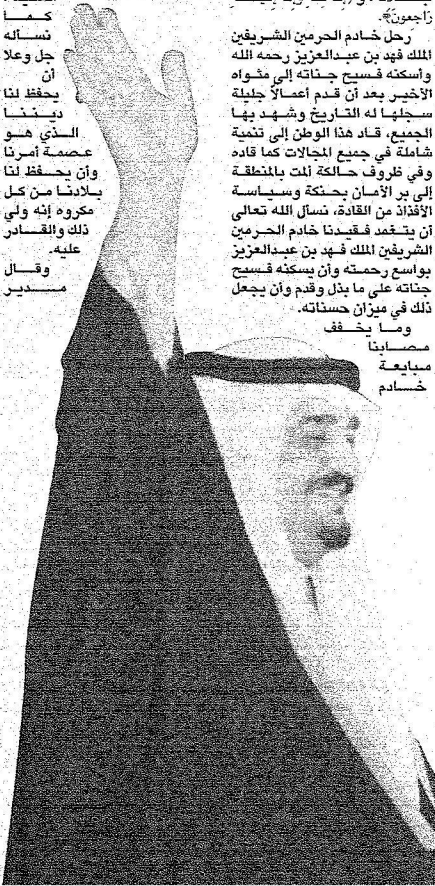 راجعون﴾.
رحل خادم الحرمين الشريفين
الملك فهد بن عبدالعزيز رحمه الله
وأسكنه فسيح جناته إلى مثواه
الأخير بعد أن قدم أعمالاً جليلة
سجلها له التاريخ وشهد بها
الجميع، قاد هذا الوطن إلى تنمية
شاملة في جميع المجالات كما قاده
وفي ظروف حالكة ألمت بالمنطقة
إلى بر الأمان بحنكة وسياسة
الأفذاذ من القادة، نسأل الله تعالى
أن يتغمد فقيدنا خادم الحرمين
الشريفين الملك فهد بن عبدالعزيز
بواسع رحمته وأن يسكنه فسيح
جناته على ما بذل وقدم وأن يجعل
ذلك في ميزان حسناته.
وما يخفف
مصابنا
مبايعة
خادم
كما
نسأله
جل وعلا
أن
يحفظ لنا
ديننا
الذي هو
عصمة أمرنا
وأن يحفظ لنا
بلادنا من كل
مكروه إنه ولي
ذلك والقادر
عليه.
وقال
مدير